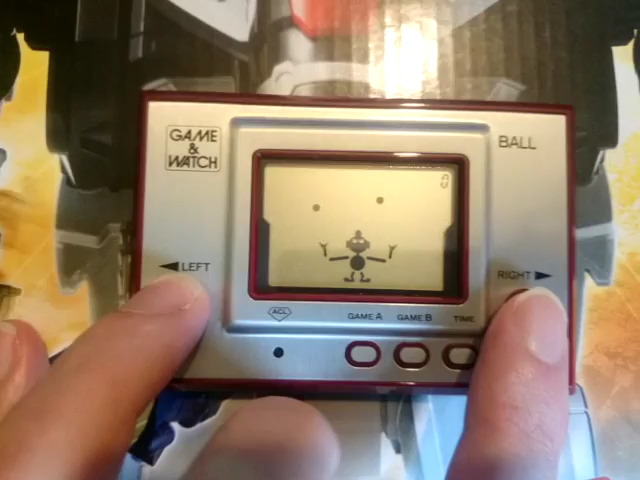 GAME
&
WATCH
BALL
0
◄LEFT
RIGHT►
ACL
GAME A
GAME B
TIME